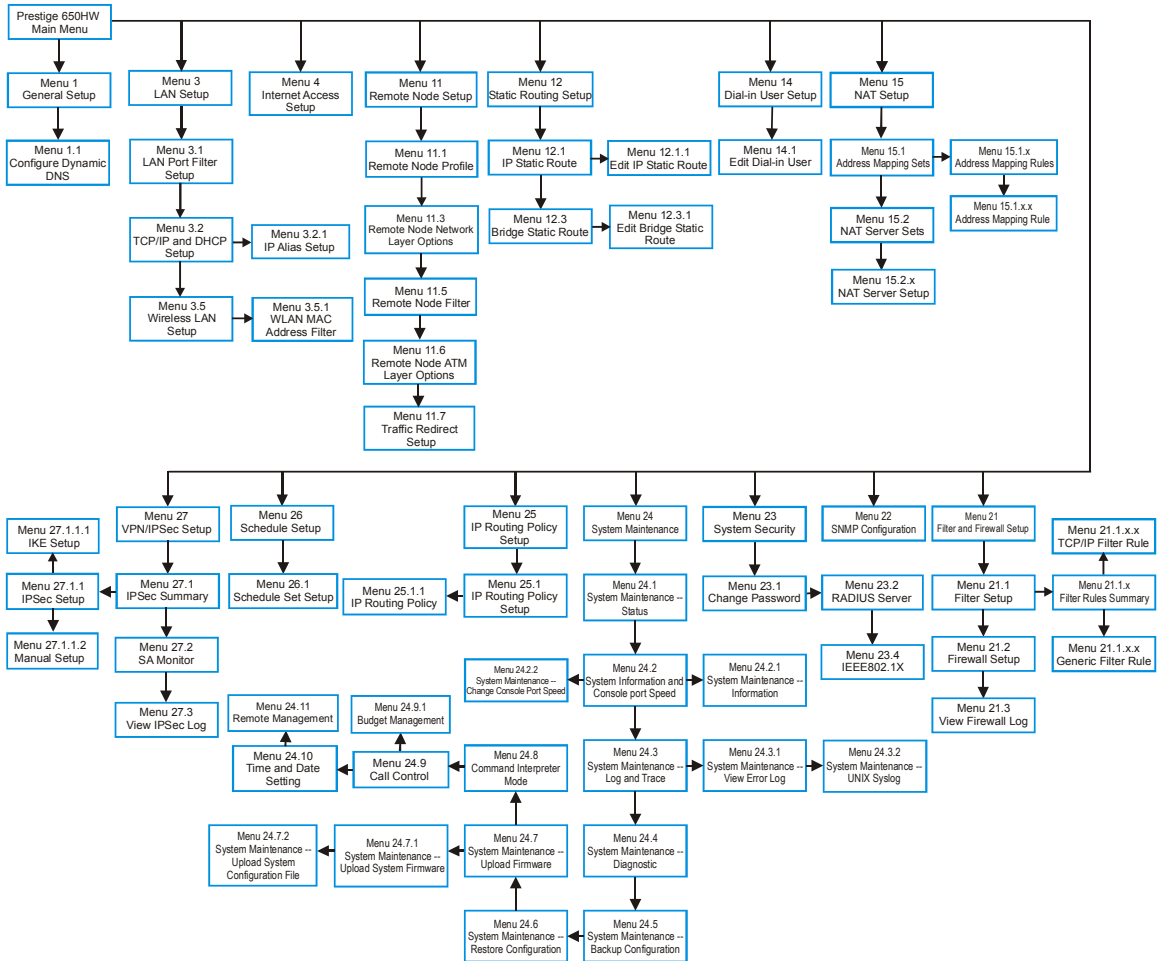 Prestige 650HW
Main Menu
Menu 1
General Setup
Menu 1.1
Configure Dynamic
DNS
Menu 3
LAN Setup
Menu 3.1
LAN Port Filter
Setup
Menu 3.2
TCP/IP and DHCP
Setup
Menu 3.2.1
IP Alias Setup
Menu 3.5
Wireless LAN
Setup
Menu 3.5.1
WLAN MAC
Address Filter
Menu 4
Internet Access
Setup
Menu 11
Remote Node Setup
Menu 11.1
Remote Node Profile
Menu 11.3
Remote Node Network
Layer Options
Menu 11.5
Remote Node Filter
Menu 11.6
Remote Node ATM
Layer Options
Menu 11.7
Traffic Redirect
Setup
Menu 12
Static Routing Setup
Menu 12.1
IP Static Route
Menu 12.1.1
Edit IP Static Route
Menu 12.3
Bridge Static Route
Menu 12.3.1
Edit Bridge Static
Route
Menu 14
Dial-in User Setup
Menu 14.1
Edit Dial-in User
Menu 15
NAT Setup
Menu 15.1
Address Mapping Sets
Menu 15.1.x
Address Mapping Rules
Menu 15.1.x.x
Address Mapping Rule
Menu 15.2
NAT Server Sets
Menu 15.2.x
NAT Server Setup
Menu 27
VPN/IPSec Setup
Menu 27.1.1.1
IKE Setup
Menu 27.1.1
IPSec Setup
Menu 27.1
IPSec Summary
Menu 27.1.1.2
Manual Setup
Menu 27.2
SA Monitor
Menu 27.3
View IPSec Log
Menu 26
Schedule Setup
Menu 26.1
Schedule Set Setup
Menu 25
IP Routing Policy
Setup
Menu 25.1.1
IP Routing Policy
Menu 25.1
IP Routing Policy
Setup
Menu 24
System Maintenance
Menu 24.1
System Maintenance --
Status
Menu 24.2.2
System Maintenance --
Change Console Port Speed
Menu 24.2
System Information and
Console port Speed
Menu 24.2.1
System Maintenance --
Information
Menu 24.3
System Maintenance --
Log and Trace
Menu 24.3.1
System Maintenance --
View Error Log
Menu 24.3.2
System Maintenance --
UNIX Syslog
Menu 24.4
System Maintenance --
Diagnostic
Menu 24.5
System Maintenance --
Backup Configuration
Menu 24.6
System Maintenance --
Restore Configuration
Menu 24.7
System Maintenance --
Upload Firmware
Menu 24.7.1
System Maintenance --
Upload System Firmware
Menu 24.7.2
System Maintenance --
Upload System
Configuration File
Menu 24.8
Command Interpreter
Mode
Menu 24.9
Call Control
Menu 24.9.1
Budget Management
Menu 24.10
Time and Date
Setting
Menu 24.11
Remote Management
Menu 23
System Security
Menu 23.1
Change Password
Menu 23.2
RADIUS Server
Menu 23.4
IEEE802.1X
Menu 22
SNMP Configuration
Menu 21
Filter and Firewall Setup
Menu 21.1
Filter Setup
Menu 21.1.x.x
TCP/IP Filter Rule
Menu 21.1.x
Filter Rules Summary
Menu 21.1.x.x
Generic Filter Rule
Menu 21.2
Firewall Setup
Menu 21.3
View Firewall Log